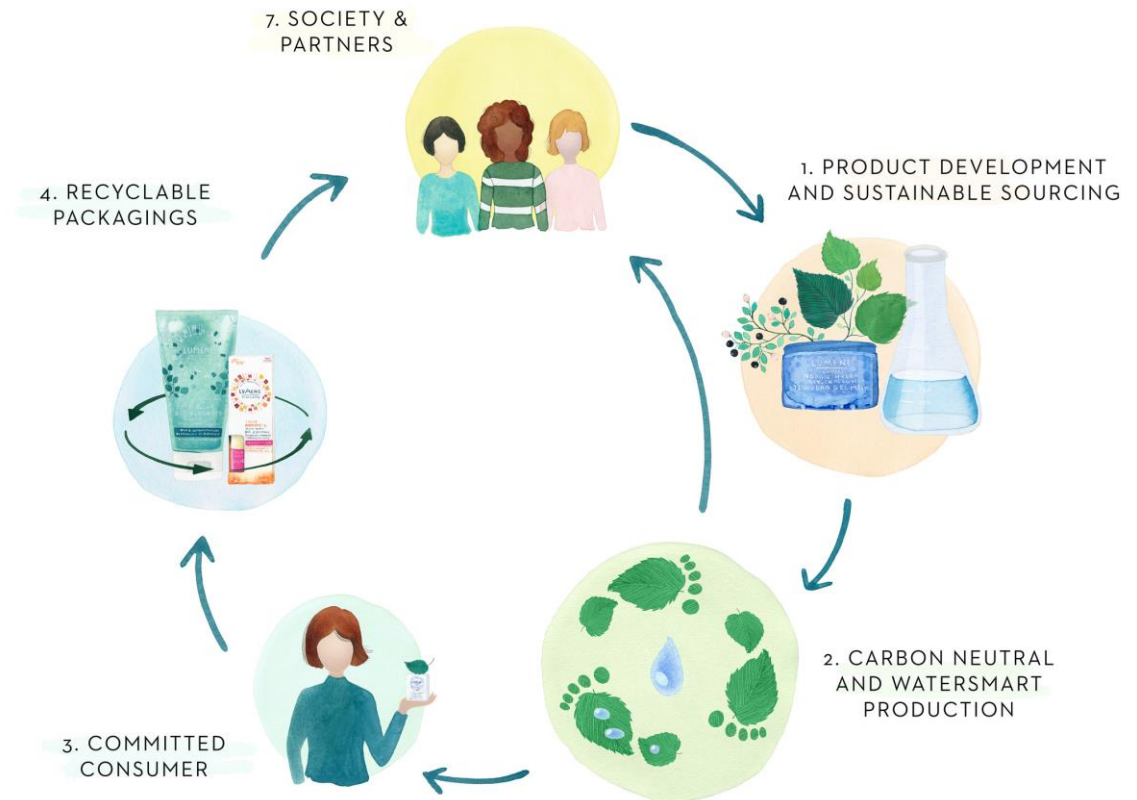 7. SOCIETY &
PARTNERS
1. PRODUCT DEVELOPMENT
AND SUSTAINABLE SOURCING
4. RECYCLABLE
PACKAGINGS
LUMENE
LUMENE
2. CARBON NEUTRAL
AND WATERSMART
PRODUCTION
3. COMMITTED
CONSUMER